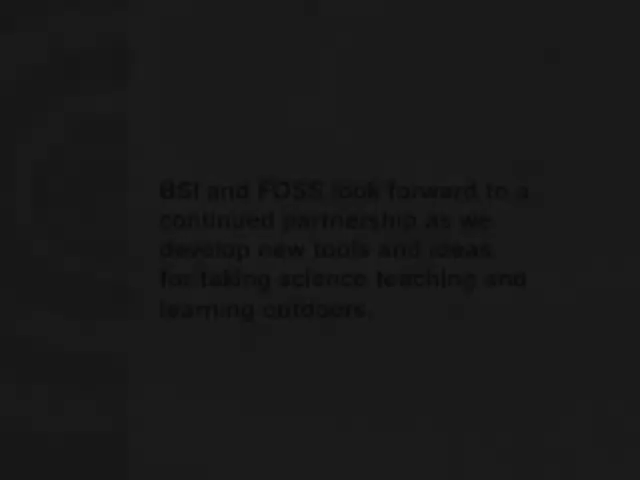 BSI and FOSS look forward to a
continued partnership as we
develop new tools and ideas
for taking science teaching and
learning outdoors.